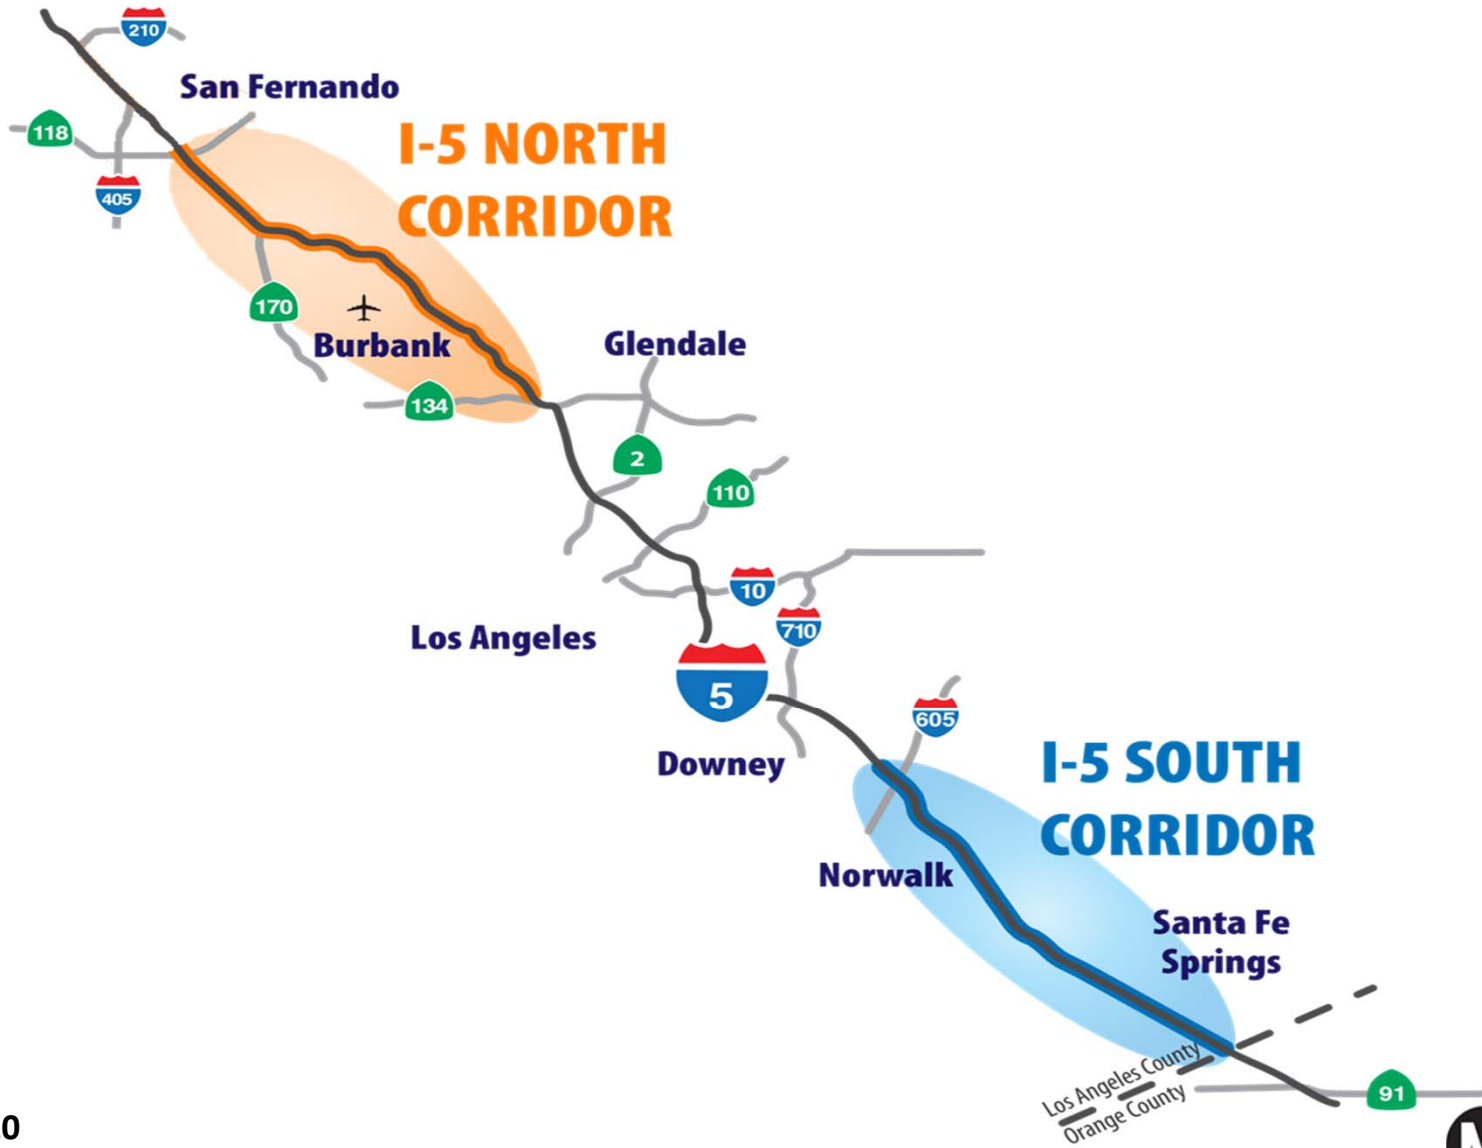 210
San Fernando
118
I-5 NORTH
CORRIDOR
405
170
Burbank
Glendale
134
2
110
10
Los Angeles
710
5
605
Downey
I-5 SOUTH
CORRIDOR
Norwalk
Santa Fe
Springs
Los Angeles County
Orange County
91